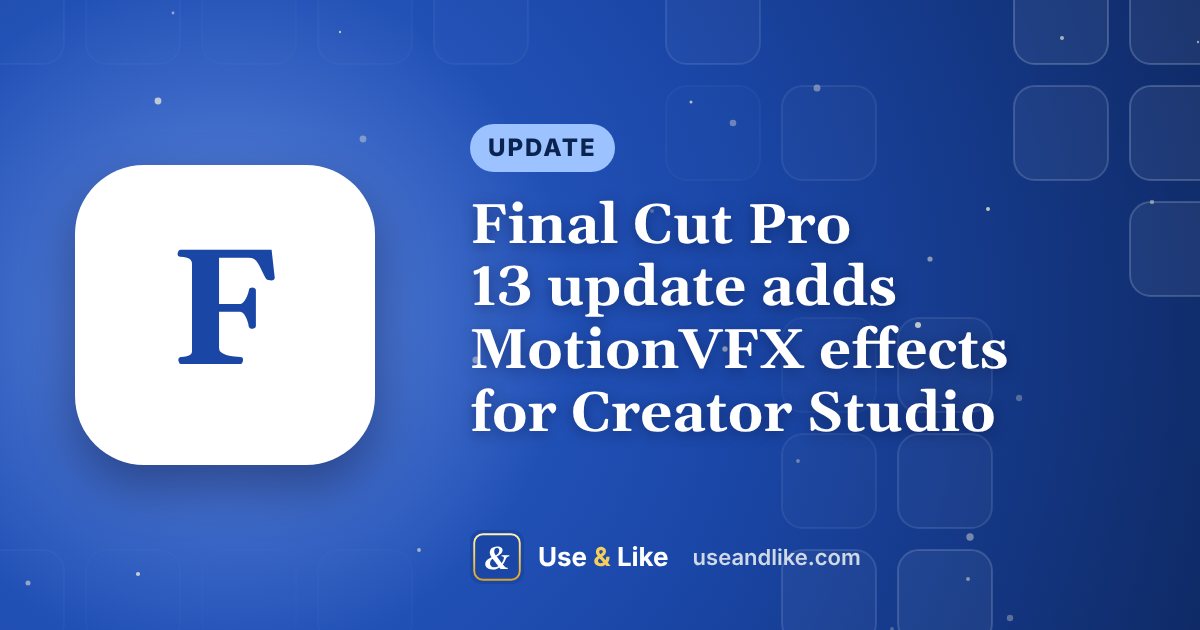 F
UPDATE
Final Cut Pro
13 update adds
MotionVFX effects
for Creator Studio
& Use & Like useandlike.com